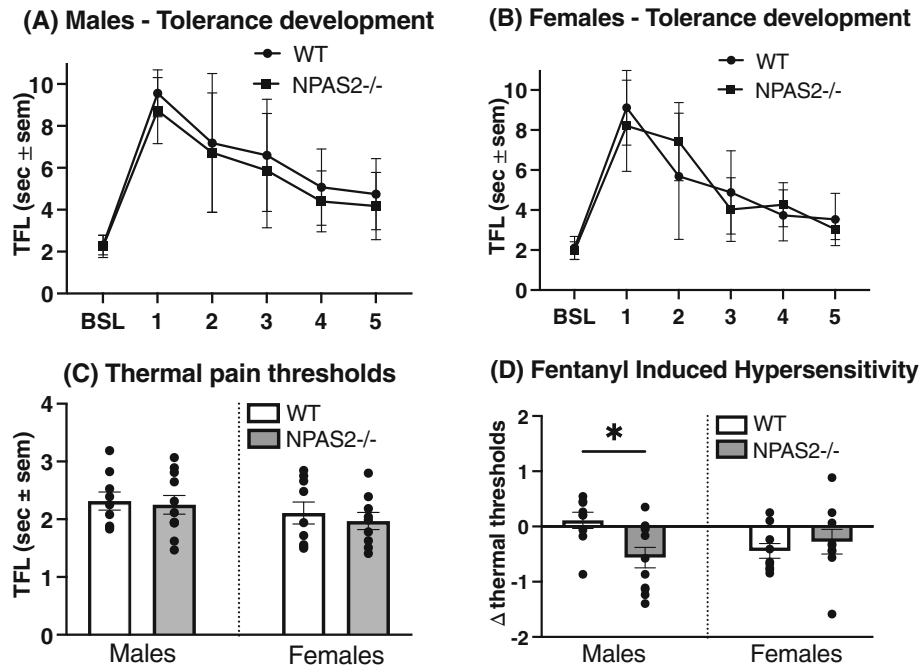 (A) Males - Tolerance development
WT
NPAS2-/-
TFL (sec ± sem)
10
8
6
4
2
0
BSL 1 2 3 4 5
(B) Females - Tolerance development
WT
NPAS2-/-
TFL (sec ± sem)
10
8
6
4
2
0
BSL 1 2 3 4 5
(C) Thermal pain thresholds
WT
NPAS2-/-
TFL (sec ± sem)
4
3
2
1
0
Males Females
(D) Fentanyl Induced Hypersensitivity
WT
NPAS2-/-
*
Δ thermal thresholds
2
1
0
-1
-2
Males Females